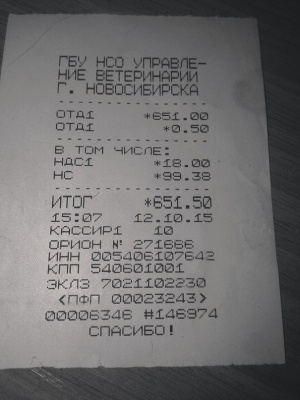 ГБУ НСО УПРАВЛЕ-
НИЕ ВЕТЕРИНАРИИ
Г. НОВОСИБИРСКА
ОТД1 *651.00
ОТД1 *0.50
В ТОМ ЧИСЛЕ:
НДС1 *18.00
НС *99.38
ИТОГ *651.50
15:07 12.10.15
КАССИР1 10
ОРИОН № 271666
ИНН 005406107642
КПП 540601001
ЭКЛЗ 7021102230
<ПФП 00023243>
00006346 #146974
СПАСИБО!